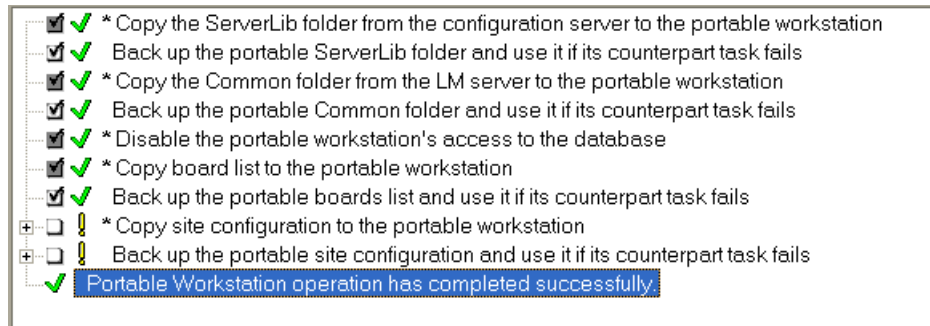 * Copy the ServerLib folder from the configuration server to the portable workstation
Back up the portable ServerLib folder and use it if its counterpart task fails
* Copy the Common folder from the LM server to the portable workstation
Back up the portable Common folder and use it if its counterpart task fails
* Disable the portable workstation's access to the database
* Copy board list to the portable workstation
Back up the portable boards list and use it if its counterpart task fails
* Copy site configuration to the portable workstation
Back up the portable site configuration and use it if its counterpart task fails
Portable Workstation operation has completed successfully.